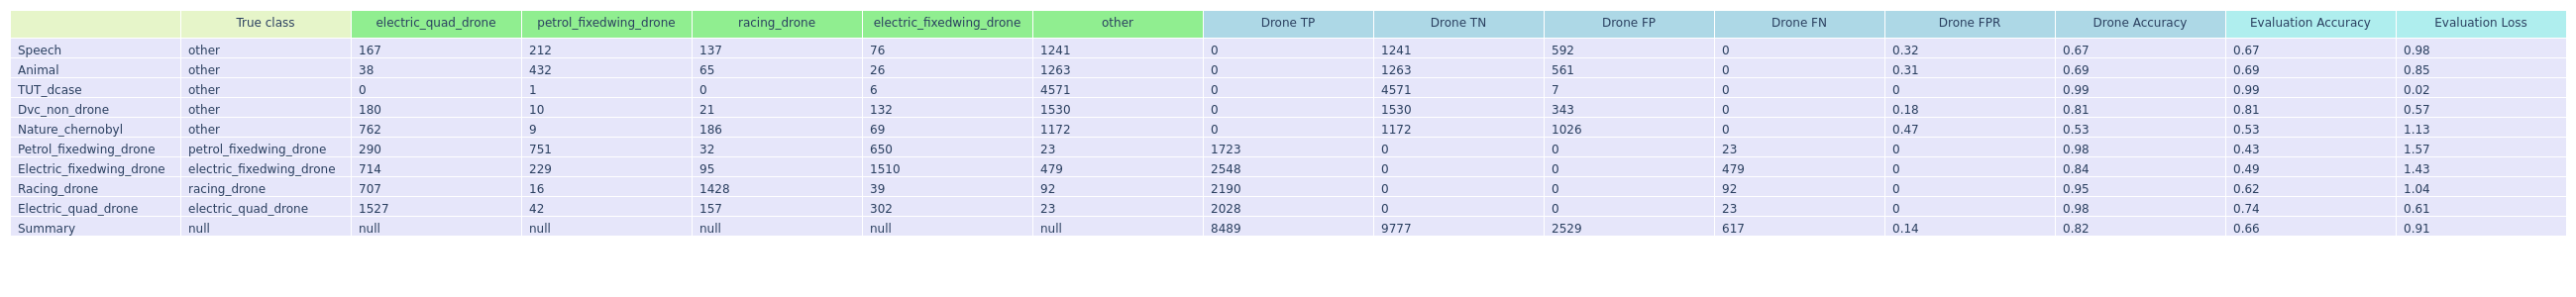 True class electric_quad_drone petrol_fixedwing_drone racing_drone electric_fixedwing_drone other Drone TP Drone TN Drone FP Drone FN Drone FPR Drone Accuracy Evaluation Accuracy Evaluation Loss
Speech other 167 212 137 76 1241 0 1241 592 0 0.32 0.67 0.67 0.98
Animal other 38 432 65 26 1263 0 1263 561 0 0.31 0.69 0.69 0.85
TUT_dcase other 0 1 0 6 4571 0 4571 7 0 0 0.99 0.99 0.02
Dvc_non_drone other 180 10 21 132 1530 0 1530 343 0 0.18 0.81 0.81 0.57
Nature_chernobyl other 762 9 186 69 1172 0 1172 1026 0 0.47 0.53 0.53 1.13
Petrol_fixedwing_drone petrol_fixedwing_drone 290 751 32 650 23 1723 0 0 23 0 0.98 0.43 1.57
Electric_fixedwing_drone electric_fixedwing_drone 714 229 95 1510 479 2548 0 0 479 0 0.84 0.49 1.43
Racing_drone racing_drone 707 16 1428 39 92 2190 0 0 92 0 0.95 0.62 1.04
Electric_quad_drone electric_quad_drone 1527 42 157 302 23 2028 0 0 23 0 0.98 0.74 0.61
Summary null null null null null null 8489 9777 2529 617 0.14 0.82 0.66 0.91